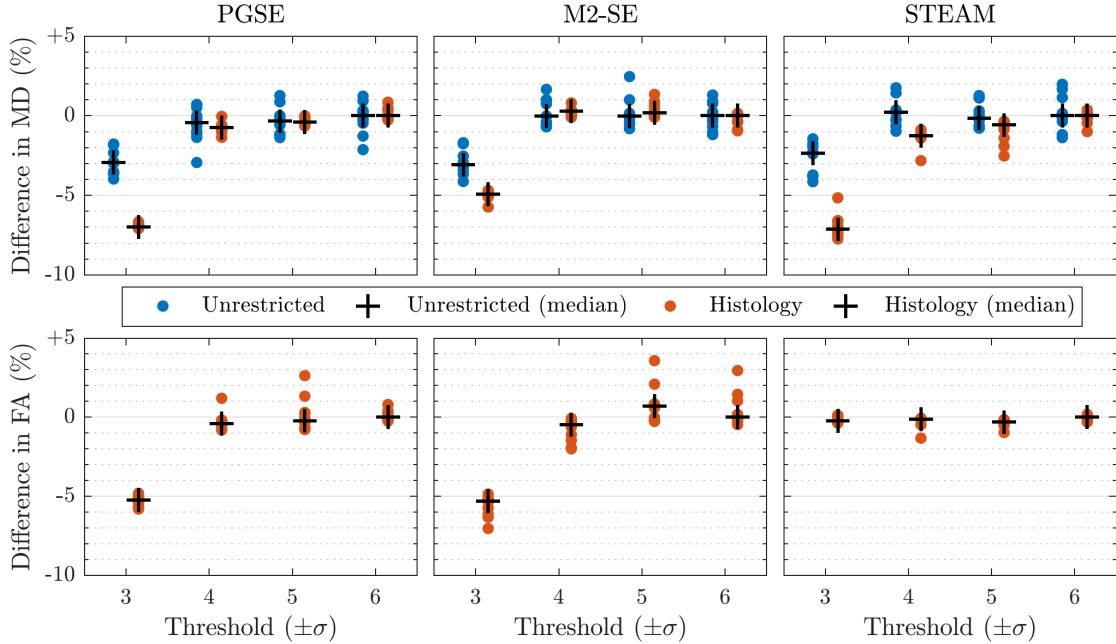 PGSE M2-SE STEAM
Difference in MD (%)
+5
0
-5
-10
Unrestricted Unrestricted (median) Histology Histology (median)
Difference in FA (%)
+5
0
-5
-10
3 4 5 6 3 4 5 6 3 4 5 6
Threshold (±σ) Threshold (±σ) Threshold (±σ)